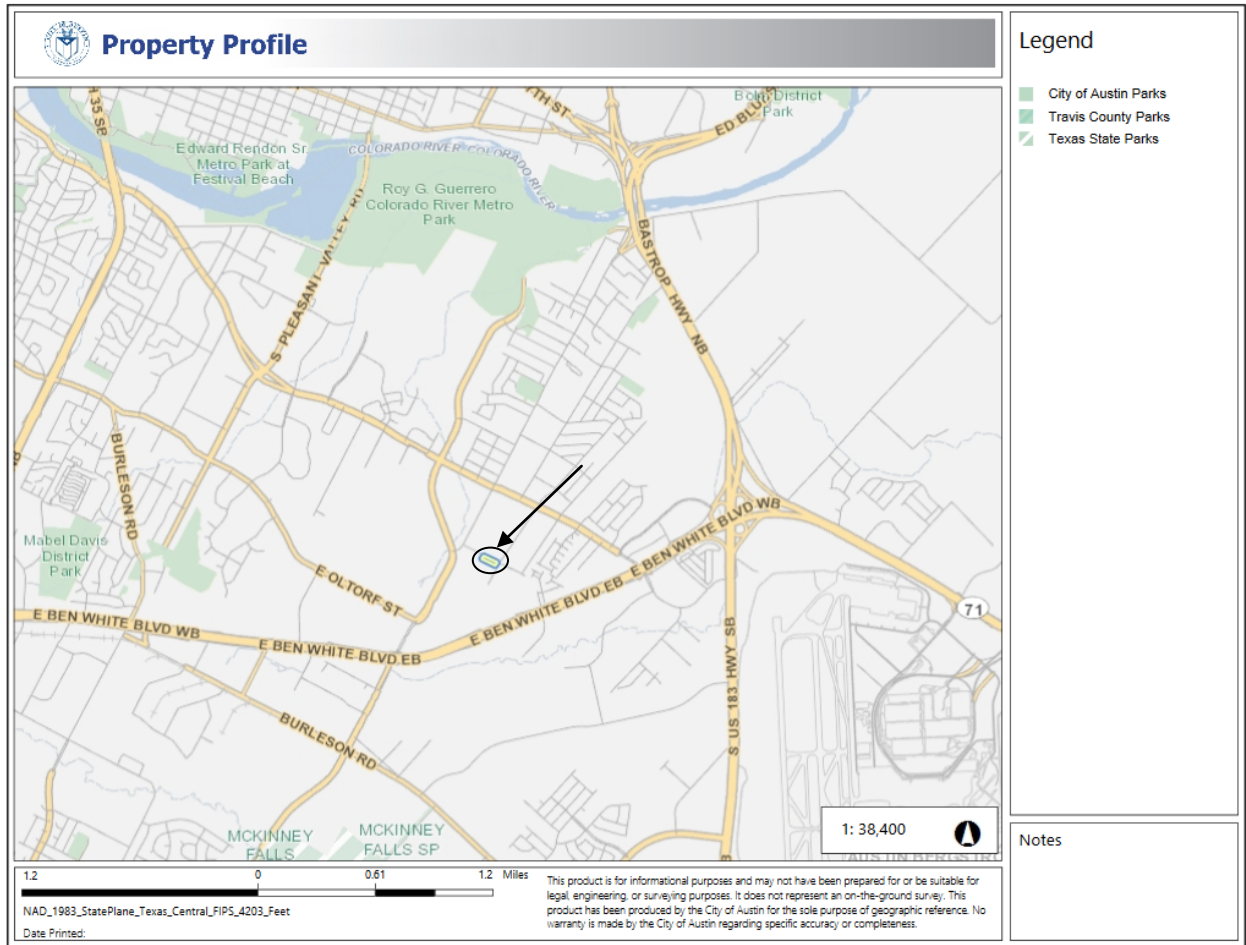 Property Profile
Legend
City of Austin Parks
Travis County Parks
Texas State Parks
7TH ST
ED BLUE
District
Park
35 SB
Edward Rendon Sr.
Metro Park at
Festival Beach
COLORADO RIVER
COLORADO RIVER
Roy G. Guerrero
Colorado River Metro
Park
S PLEASANT VALLEY RD
BASTROP HWY NB
BURLESON RD
Mabel Davis
District
Park
E OLTORF ST
E BEN WHITE BLVD WB
E BEN WHITE BLVD EB
E BEN WHITE BLVD EB
E BEN WHITE BLVD WB
71
S US 183 HWY SB
BURLESON RD
MCKINNEY
FALLS
MCKINNEY
FALLS SP
1: 38,400
Notes
1.2
0
0.61
1.2
Miles
NAD_1983_StatePlane_Texas_Central_FIPS_4203_Feet
Date Printed:
This product is for informational purposes and may not have been prepared for or be suitable for
legal, engineering, or surveying purposes. It does not represent an on-the-ground survey. This
product has been produced by the City of Austin for the sole purpose of geographic reference. No
warranty is made by the City of Austin regarding specific accuracy or completeness.